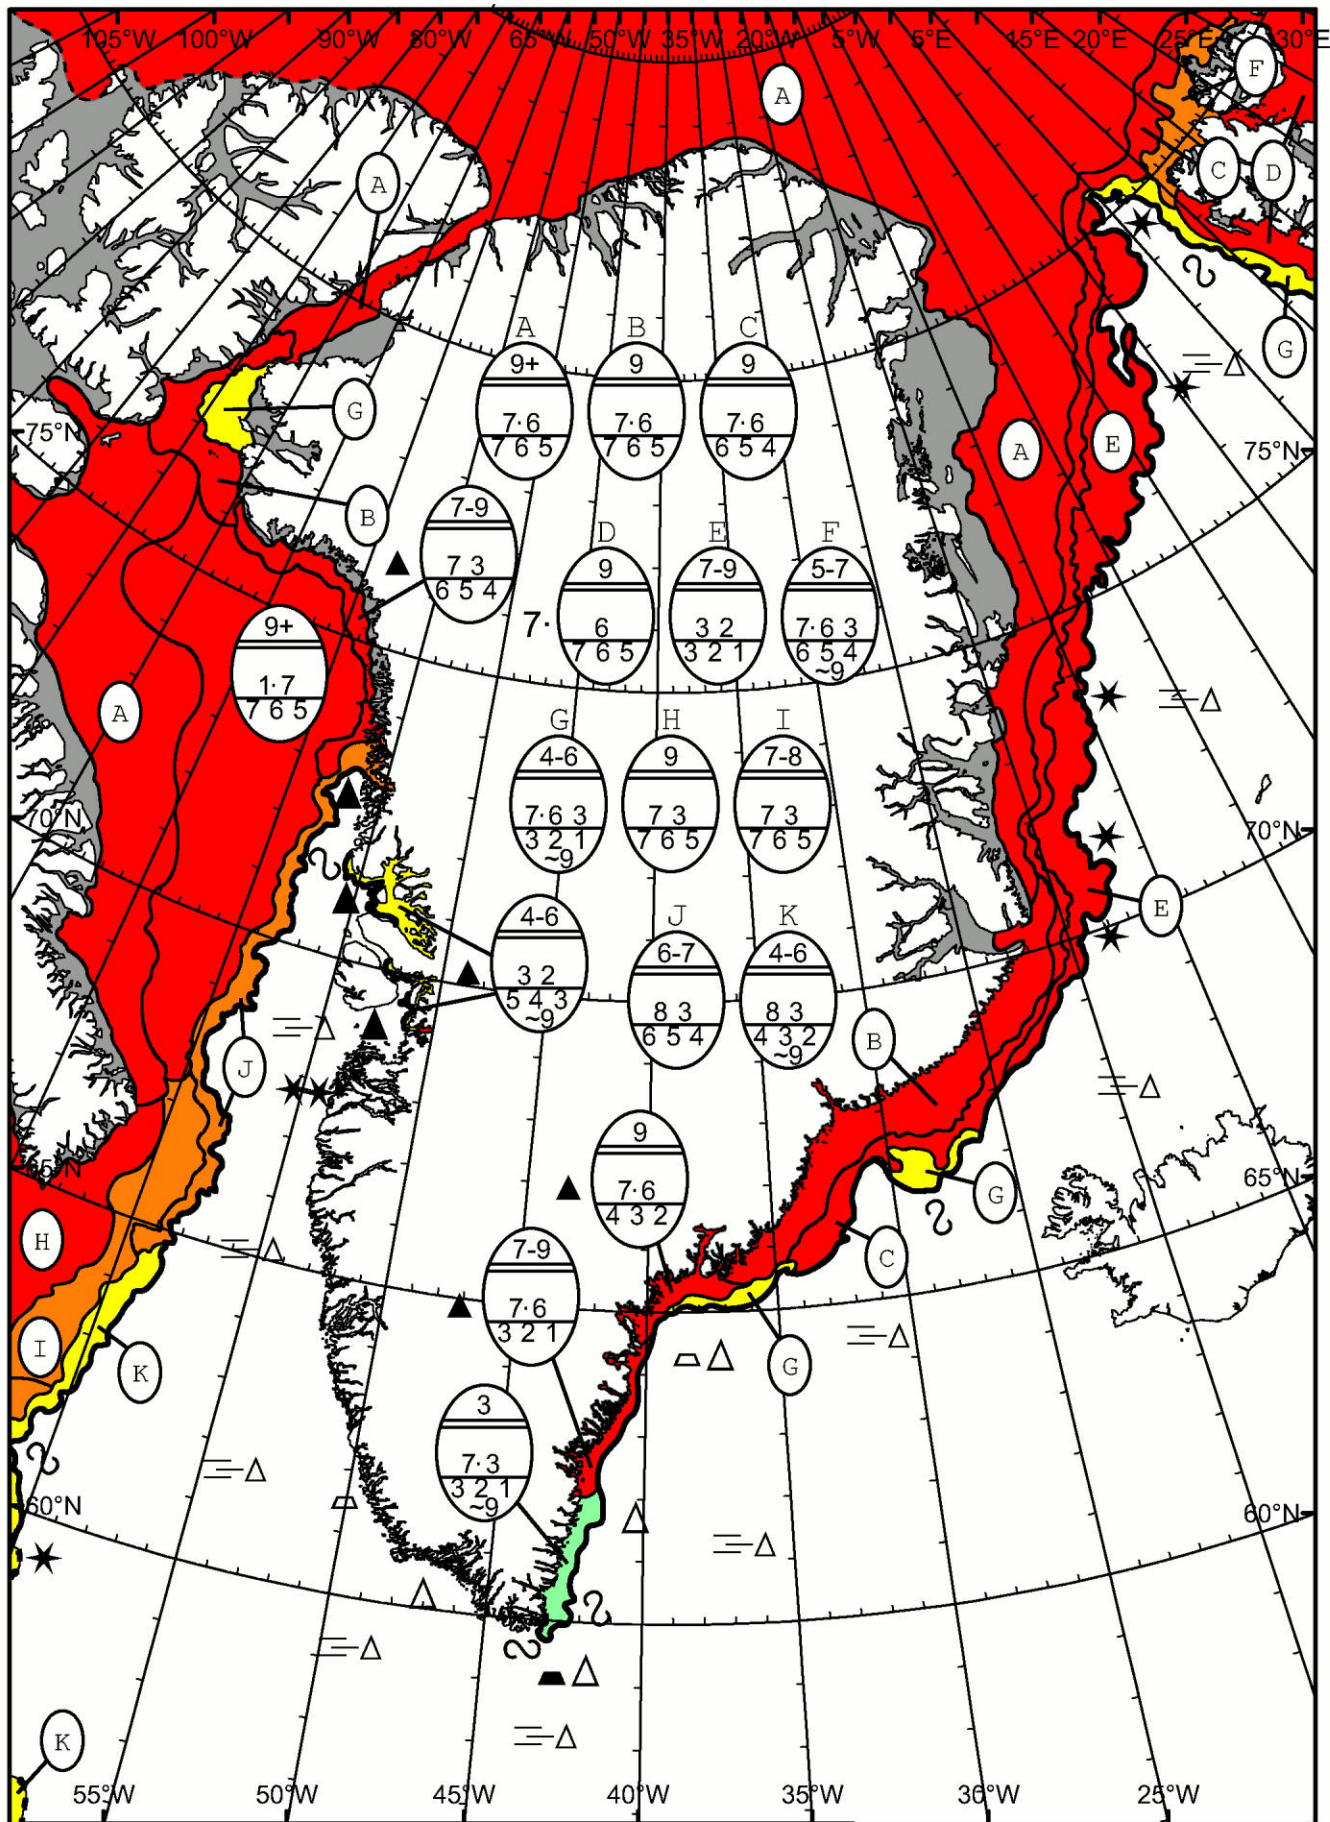 105°W 100°W 90°W 80°W 65°W 50°W 35°W 20°W 5°W 5°E 15°E 20°E 25°E 30°E
F
A
C D
A
G
A B C
9+ 9 9
7·6 7·6 7·6
7 6 5 7 6 5 6 5 4
G
75°N
A E
75°N
B
7-9
7 3
6 5 4
D E F
9 7-9 5-7
7· 6 3 2 7·6 3
7 6 5 3 2 1 6 5 4
~9
9+
1·7
7 6 5
A
G H I
4-6 9 7-8
7·6 3 7 3 7 3
3 2 1 7 6 5 7 6 5
~9
70°N
70°N
E
4-6
3 2
5 4 3
~9
J K
6-7 4-6
8 3 8 3
6 5 4 4 3 2
~9
B
J
65°N
65°N
9
7·6
4 3 2
G
H
C
7-9
7·6
3 2 1
I
K
G
3
7·3
3 2 1
~9
60°N
60°N
K
55°W 50°W 45°W 40°W 35°W 30°W 25°W